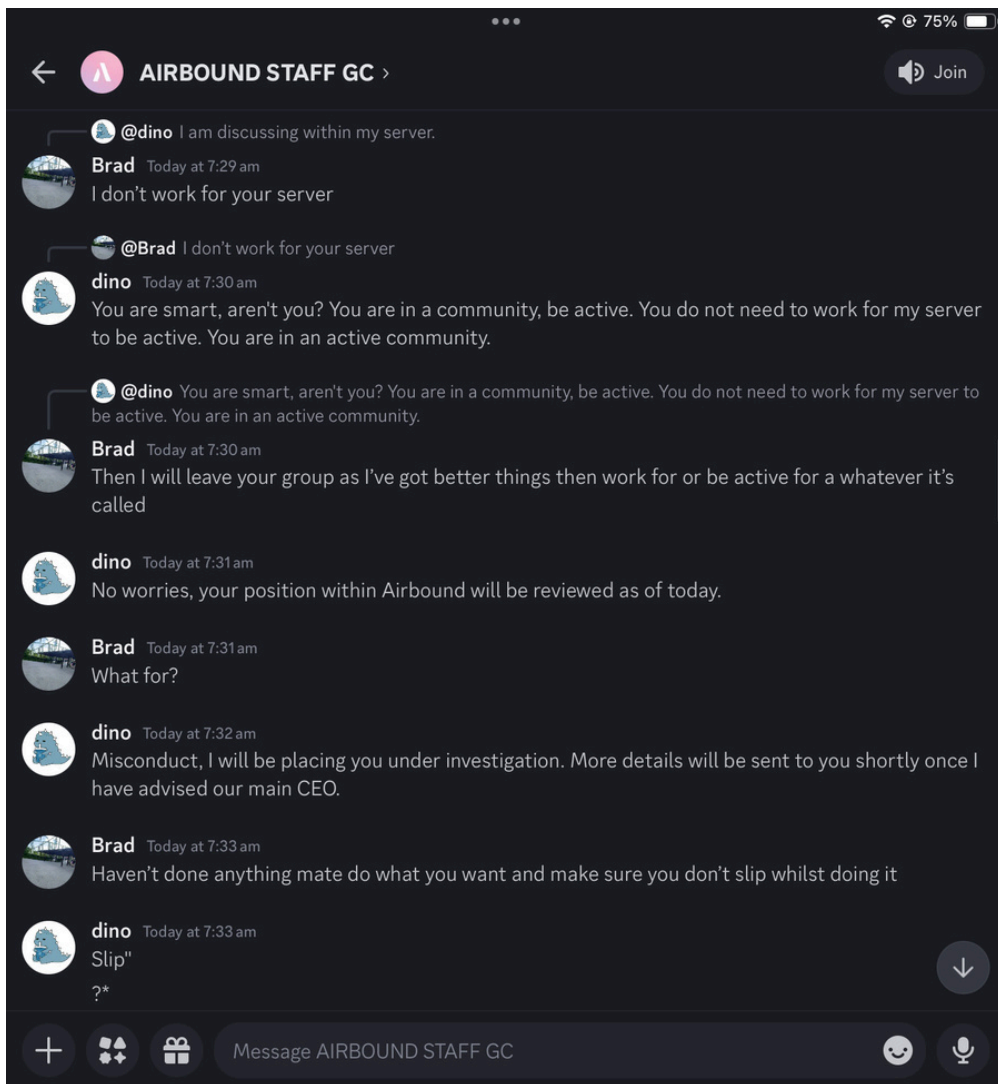 75%
AIRBOUND STAFF GC ›
Join
@dino I am discussing within my server.
Brad Today at 7:29 am
I don’t work for your server
@Brad I don’t work for your server
dino Today at 7:30 am
You are smart, aren't you? You are in a community, be active. You do not need to work for my server
to be active. You are in an active community.
@dino You are smart, aren't you? You are in a community, be active. You do not need to work for my server to
be active. You are in an active community.
Brad Today at 7:30 am
Then I will leave your group as I’ve got better things then work for or be active for a whatever it’s
called
dino Today at 7:31 am
No worries, your position within Airbound will be reviewed as of today.
Brad Today at 7:31 am
What for?
dino Today at 7:32 am
Misconduct, I will be placing you under investigation. More details will be sent to you shortly once I
have advised our main CEO.
Brad Today at 7:33 am
Haven’t done anything mate do what you want and make sure you don’t slip whilst doing it
dino Today at 7:33 am
Slip"
?*
Message AIRBOUND STAFF GC